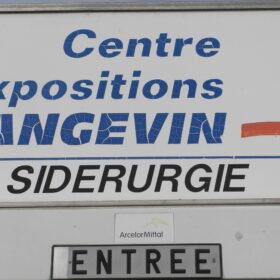 Centre
xpositions
ANGEVIN
SIDERURGIE
ArcelorMittal
ENTREE